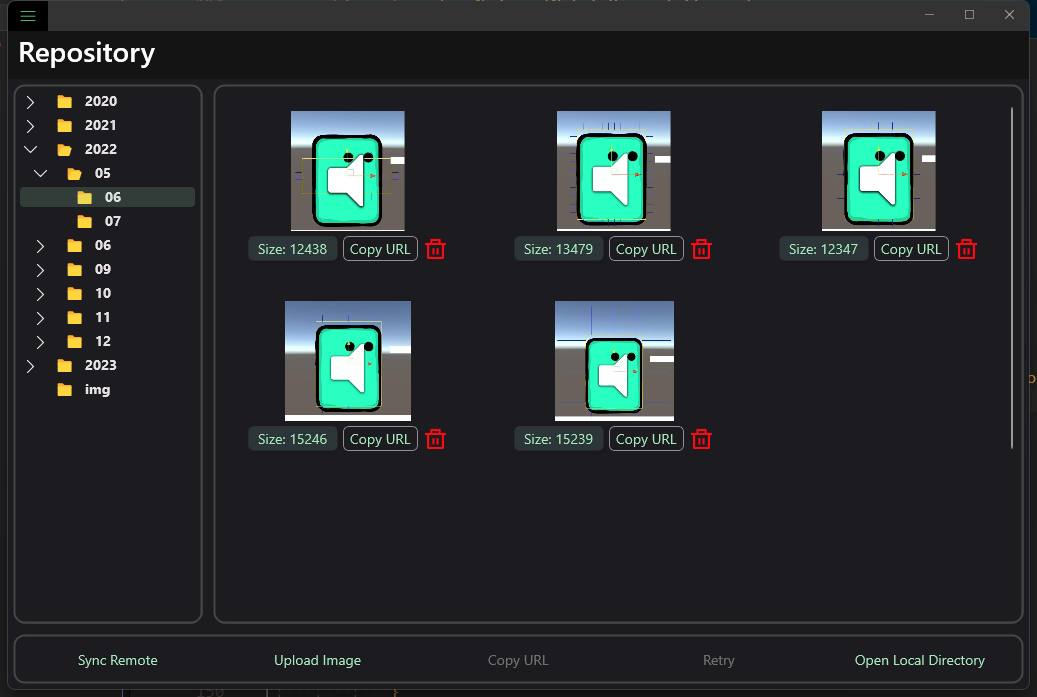 Repository
2020
2021
2022
05
06
07
06
09
10
11
12
2023
img
Size: 12438 Copy URL
Size: 13479 Copy URL
Size: 12347 Copy URL
Size: 15246 Copy URL
Size: 15239 Copy URL
Sync Remote
Upload Image
Copy URL
Retry
Open Local Directory